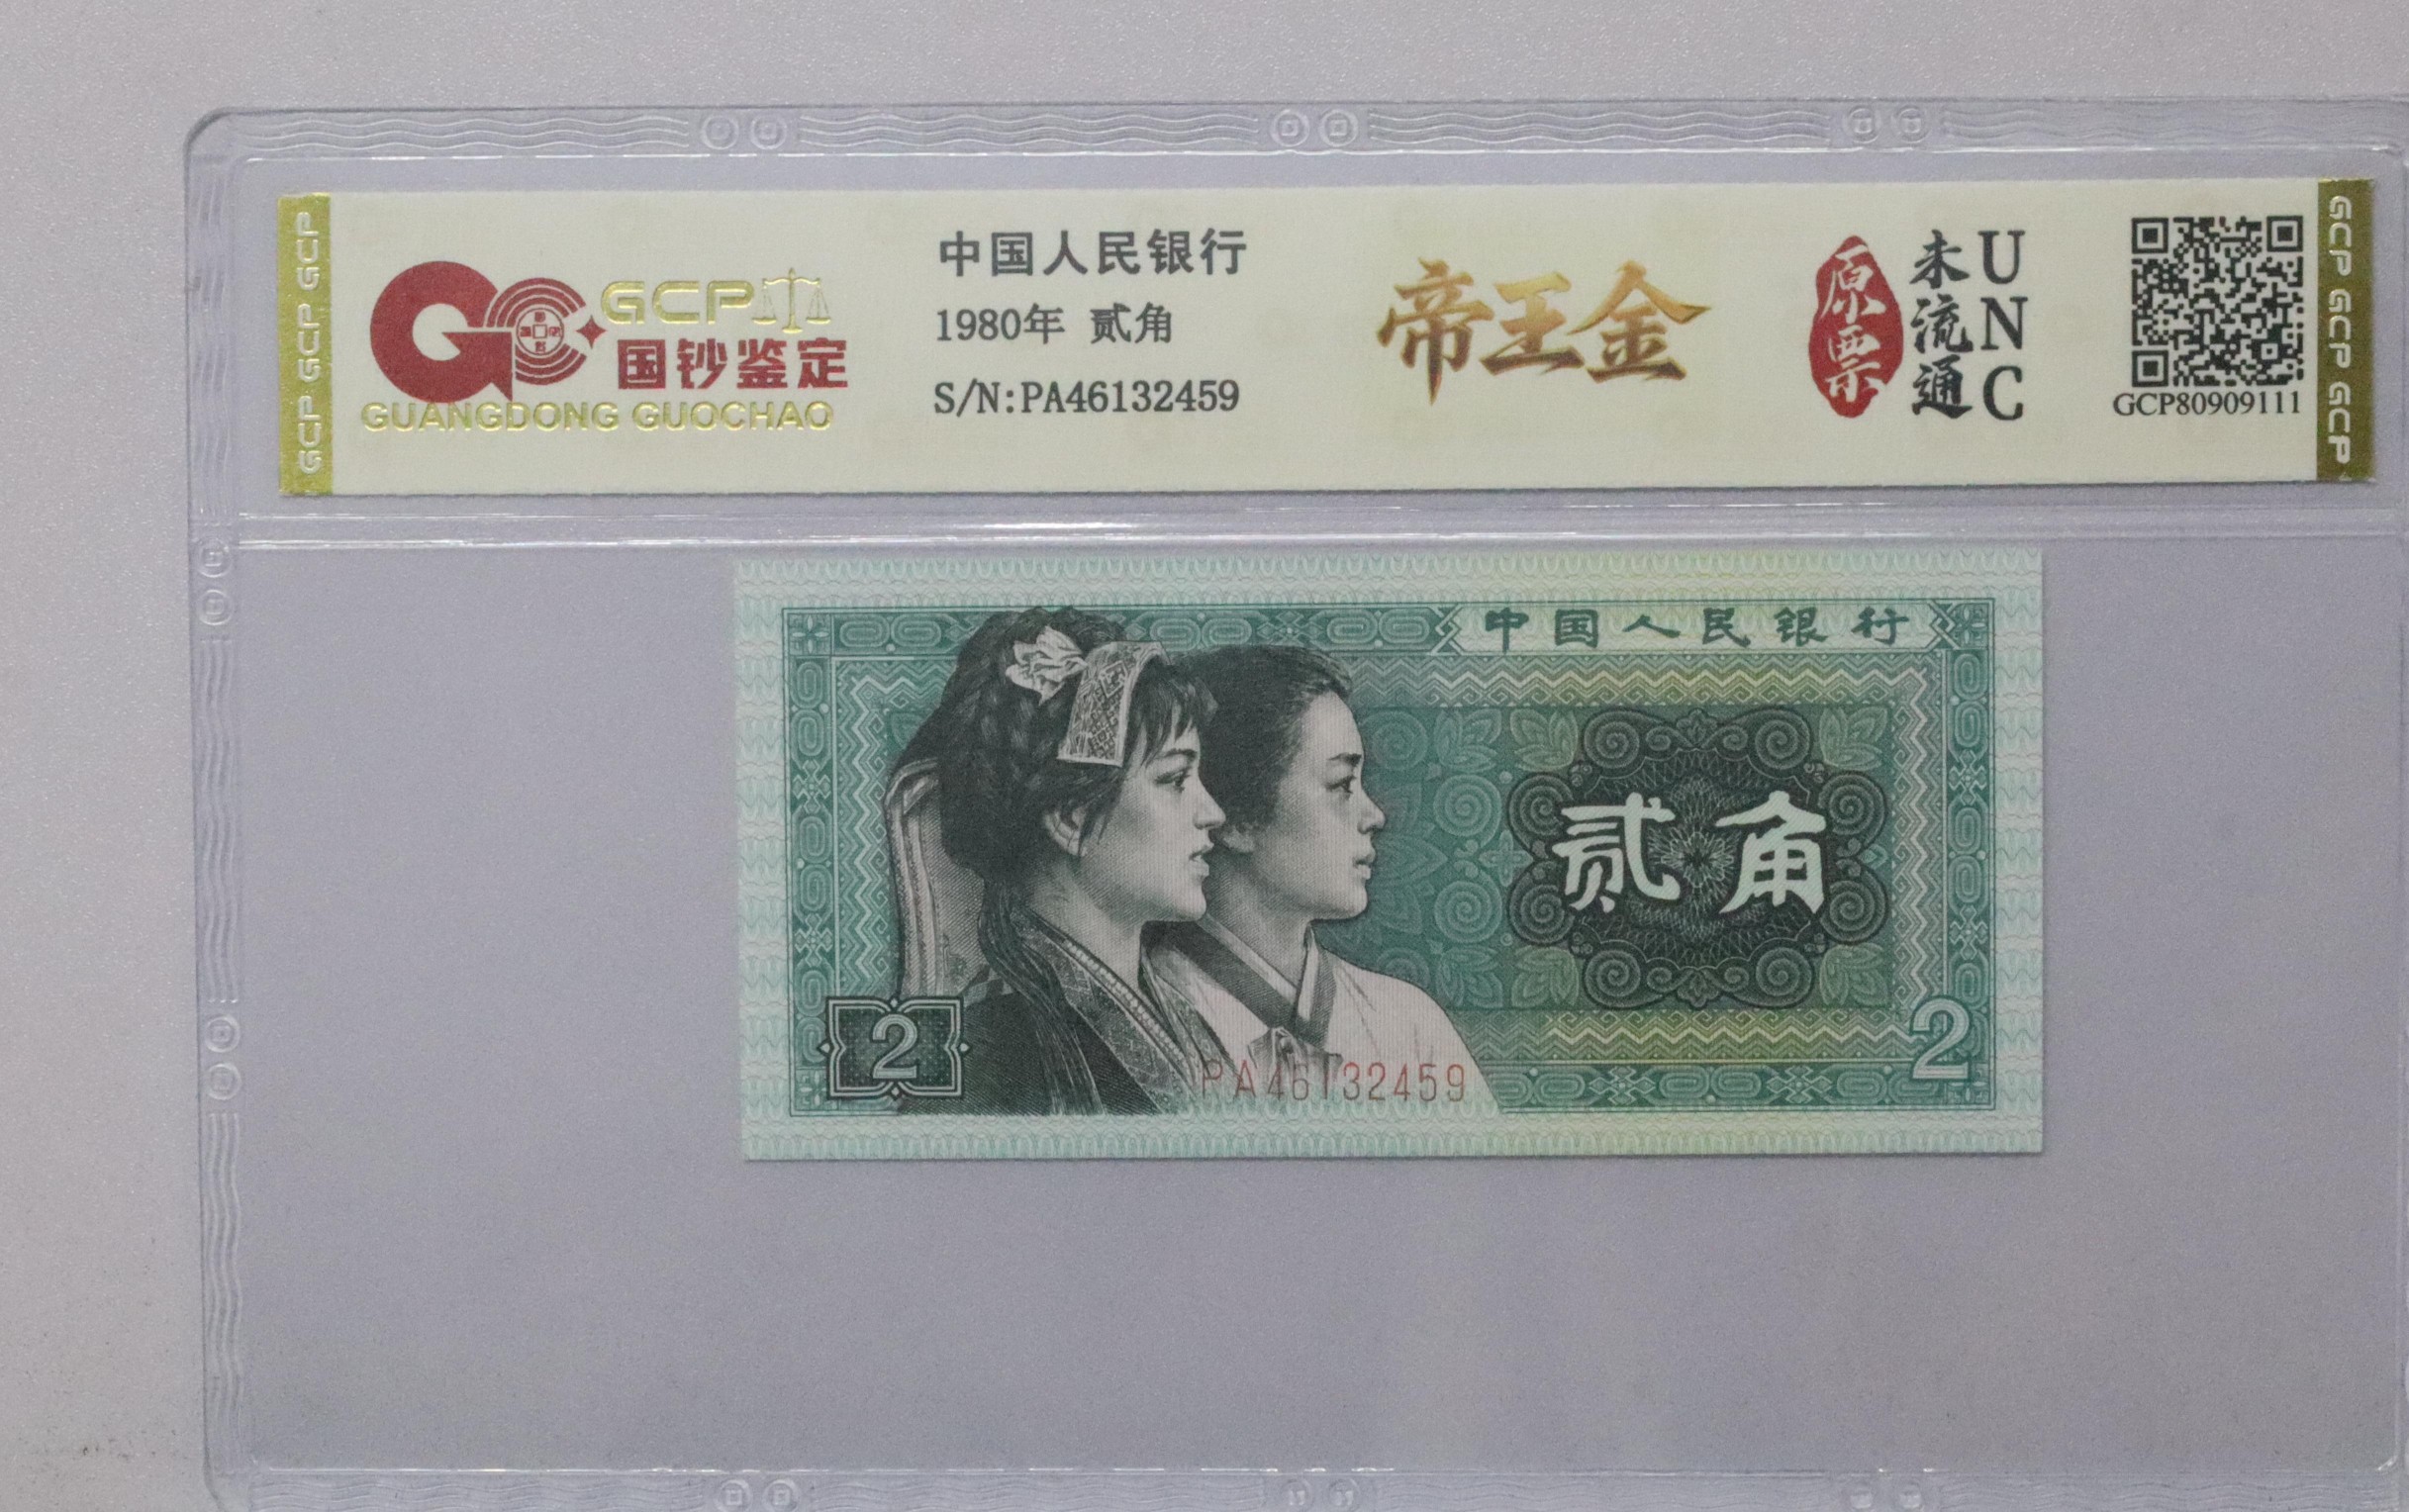 GCP GCP GCP
GCP
国钞鉴定
GUANGDONG GUOCHAO
中国人民银行
1980年 贰角
S/N:PA46132459
帝王金
原票
未流通
UNC
GCP80909111
GCP GCP GCP
中国人民银行
贰角
2
PA46132459
2